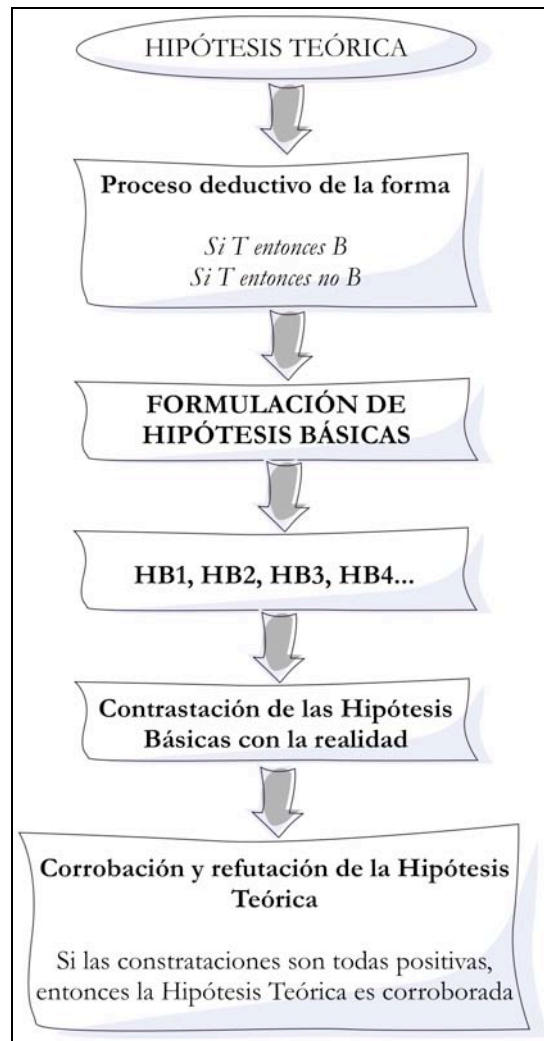 HIPÓTESIS TEÓRICA
Proceso deductivo de la forma
Si T entonces B
Si T entonces no B
FORMULACIÓN DE
HIPÓTESIS BÁSICAS
HB1, HB2, HB3, HB4...
Contrastación de las Hipótesis
Básicas con la realidad
Corrobación y refutación de la Hipótesis
Teórica
Si las constrataciones son todas positivas,
entonces la Hipótesis Teórica es corroborada